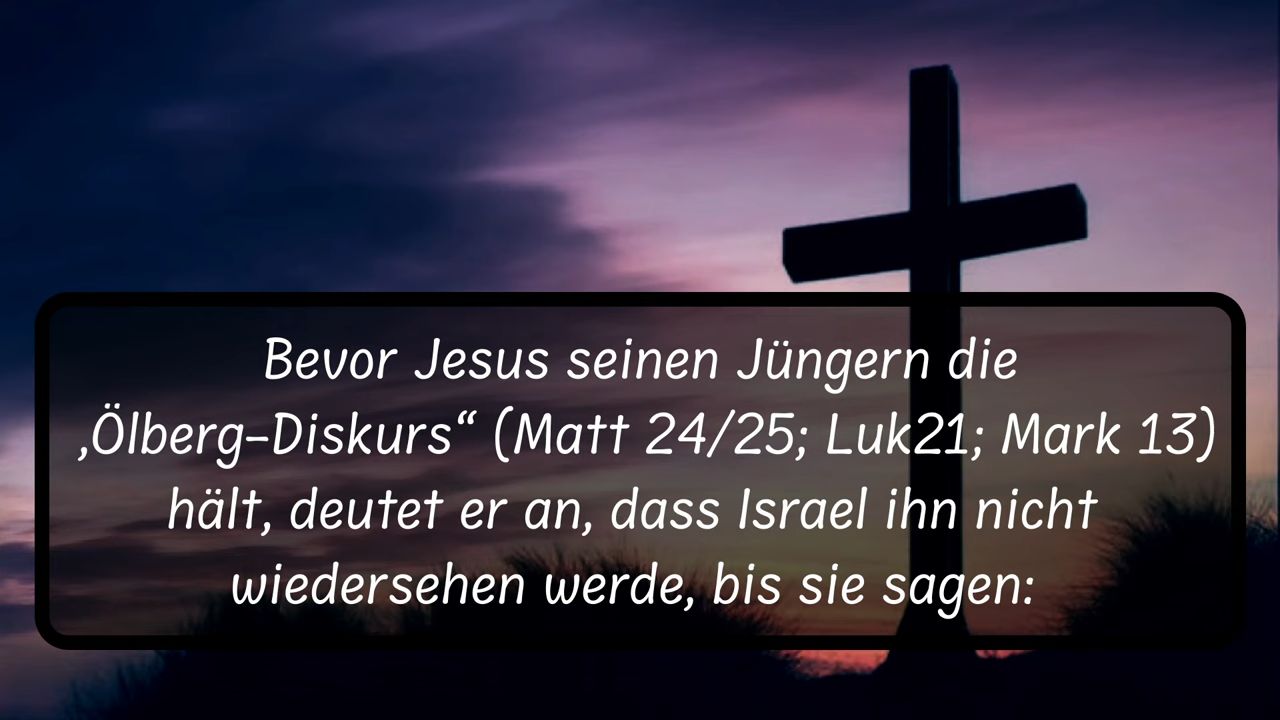 Bevor Jesus seinen Jüngern die
‚Ölberg-Diskurs“ (Matt 24/25; Luk21; Mark 13)
hält, deutet er an, dass Israel ihn nicht
wiedersehen werde, bis sie sagen: